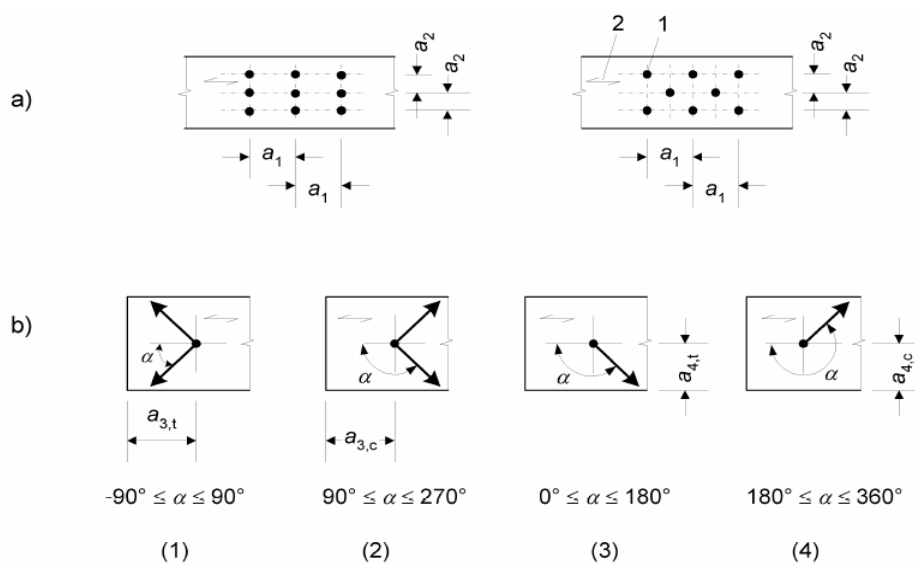 2 1
a2
a2
a2
a2
a)
a1
a1
a1
a1
b)
α
α
α
α
a4,t
a4,c
a3,t
a3,c
-90° ≤ α ≤ 90°
90° ≤ α ≤ 270°
0° ≤ α ≤ 180°
180° ≤ α ≤ 360°
(1)
(2)
(3)
(4)